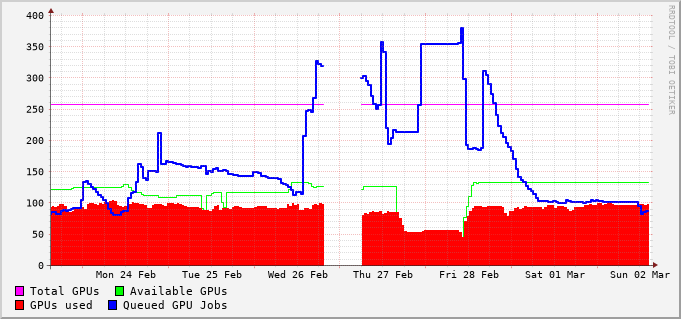 400
350
300
250
200
150
100
50
0
Mon 24 Feb Tue 25 Feb Wed 26 Feb Thu 27 Feb Fri 28 Feb Sat 01 Mar Sun 02 Mar
Total GPUs Available GPUs
GPUs used Queued GPU Jobs
RRDTOOL / TOBI OETIKER